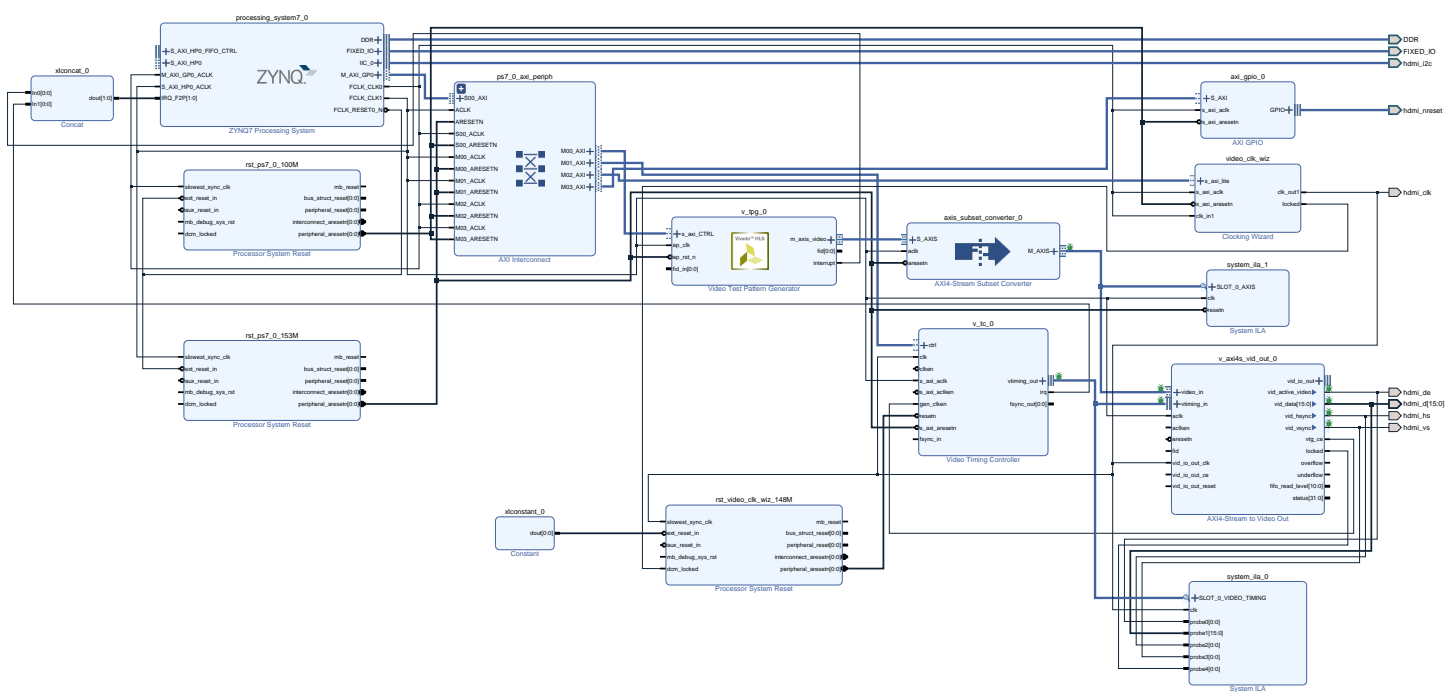 processing_system7_0
S_AXI_HP0_FIFO_CTRL
S_AXI_HP0
M_AXI_GP0_ACLK
S_AXI_HP0_ACLK
IRQ_F2P[1:0]
ZYNQ
DDR
FIXED_IO
IIC_0
M_AXI_GP0
FCLK_CLK0
FCLK_CLK1
FCLK_RESET0_N
ZYNQ7 Processing System
xlconcat_0
In0[0:0]
In1[0:0]
dout[1:0]
Concat
rst_ps7_0_100M
slowest_sync_clk
ext_reset_in
aux_reset_in
mb_debug_sys_rst
dcm_locked
mb_reset
bus_struct_reset[0:0]
peripheral_reset[0:0]
interconnect_aresetn[0:0]
peripheral_aresetn[0:0]
Processor System Reset
rst_ps7_0_153M
slowest_sync_clk
ext_reset_in
aux_reset_in
mb_debug_sys_rst
dcm_locked
mb_reset
bus_struct_reset[0:0]
peripheral_reset[0:0]
interconnect_aresetn[0:0]
peripheral_aresetn[0:0]
Processor System Reset
ps7_0_axi_periph
S00_AXI
ACLK
ARESETN
S00_ACLK
S00_ARESETN
M00_ACLK
M00_ARESETN
M01_ACLK
M01_ARESETN
M02_ACLK
M02_ARESETN
M03_ACLK
M03_ARESETN
M00_AXI
M01_AXI
M02_AXI
M03_AXI
AXI Interconnect
v_tpg_0
s_axi_CTRL
ap_clk
ap_rst_n
fid_in[0:0]
Vivado™ HLS
m_axis_video
fid[0:0]
interrupt
Video Test Pattern Generator
axis_subset_converter_0
S_AXIS
aclk
aresetn
M_AXIS
AXI4-Stream Subset Converter
v_tc_0
ctrl
clk
clken
s_axi_aclk
s_axi_aclken
gen_clken
resetn
s_axi_aresetn
fsync_in
vtiming_out
irq
fsync_out[0:0]
Video Timing Controller
xlconstant_0
dout[0:0]
Constant
rst_video_clk_wiz_148M
slowest_sync_clk
ext_reset_in
aux_reset_in
mb_debug_sys_rst
dcm_locked
mb_reset
bus_struct_reset[0:0]
peripheral_reset[0:0]
interconnect_aresetn[0:0]
peripheral_aresetn[0:0]
Processor System Reset
axi_gpio_0
S_AXI
s_axi_aclk
s_axi_aresetn
GPIO
AXI GPIO
video_clk_wiz
s_axi_lite
s_axi_aclk
s_axi_aresetn
clk_in1
clk_out1
locked
Clocking Wizard
system_ila_1
SLOT_0_AXIS
clk
resetn
System ILA
v_axi4s_vid_out_0
video_in
vtiming_in
aclk
aclken
aresetn
fid
vid_io_out_clk
vid_io_out_ce
vid_io_out_reset
vid_io_out
vid_active_video
vid_data[15:0]
vid_hsync
vid_vsync
vtg_ce
locked
overflow
underflow
fifo_read_level[10:0]
status[31:0]
AXI4-Stream to Video Out
system_ila_0
SLOT_0_VIDEO_TIMING
clk
probe0[0:0]
probe1[15:0]
probe2[0:0]
probe3[0:0]
probe4[0:0]
System ILA
DDR
FIXED_IO
hdmi_i2c
hdmi_nreset
hdmi_clk
hdmi_de
hdmi_d[15:0]
hdmi_hs
hdmi_vs